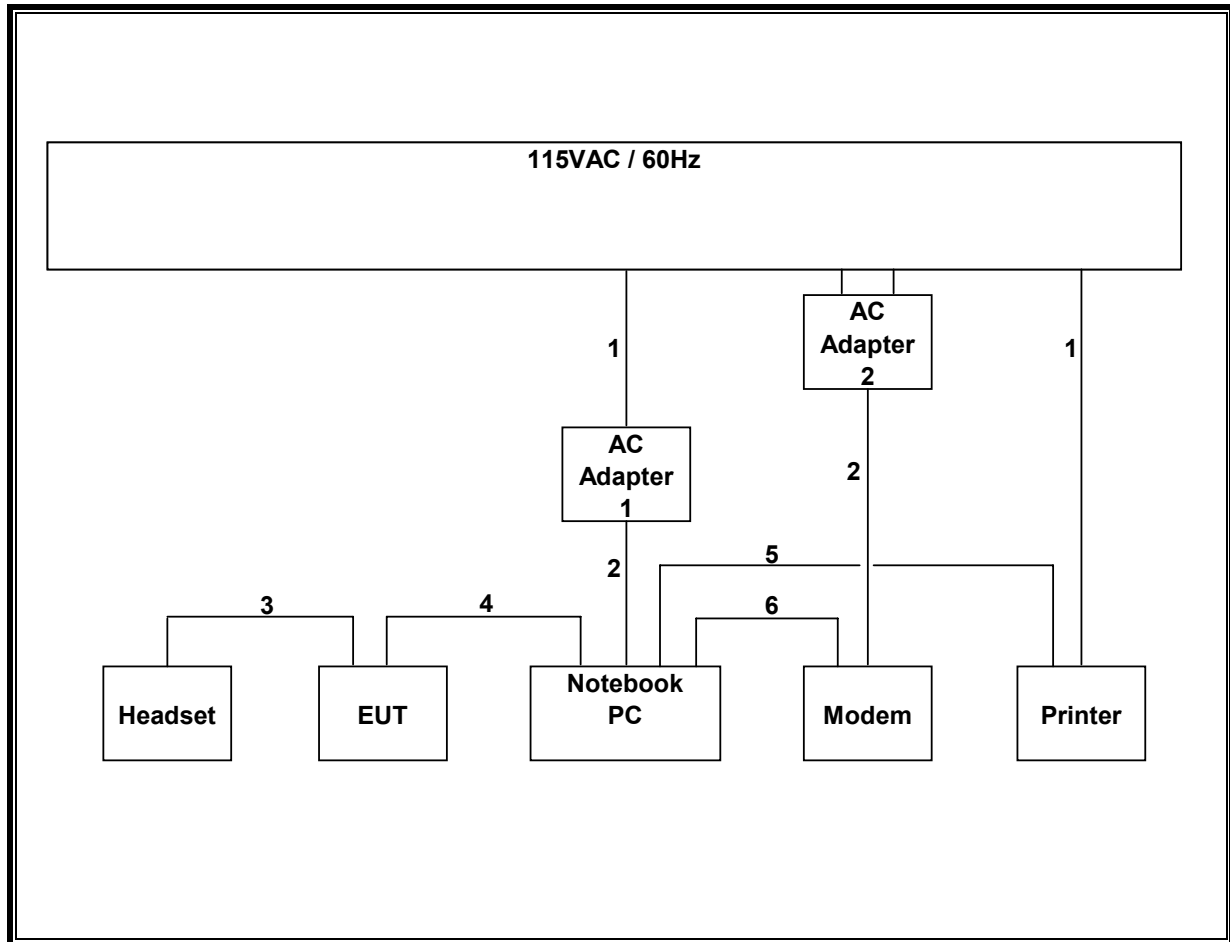 115VAC / 60Hz
AC
Adapter
2
1
1
AC
Adapter
1
2
2
5
3
4
6
Headset
EUT
Notebook
PC
Modem
Printer